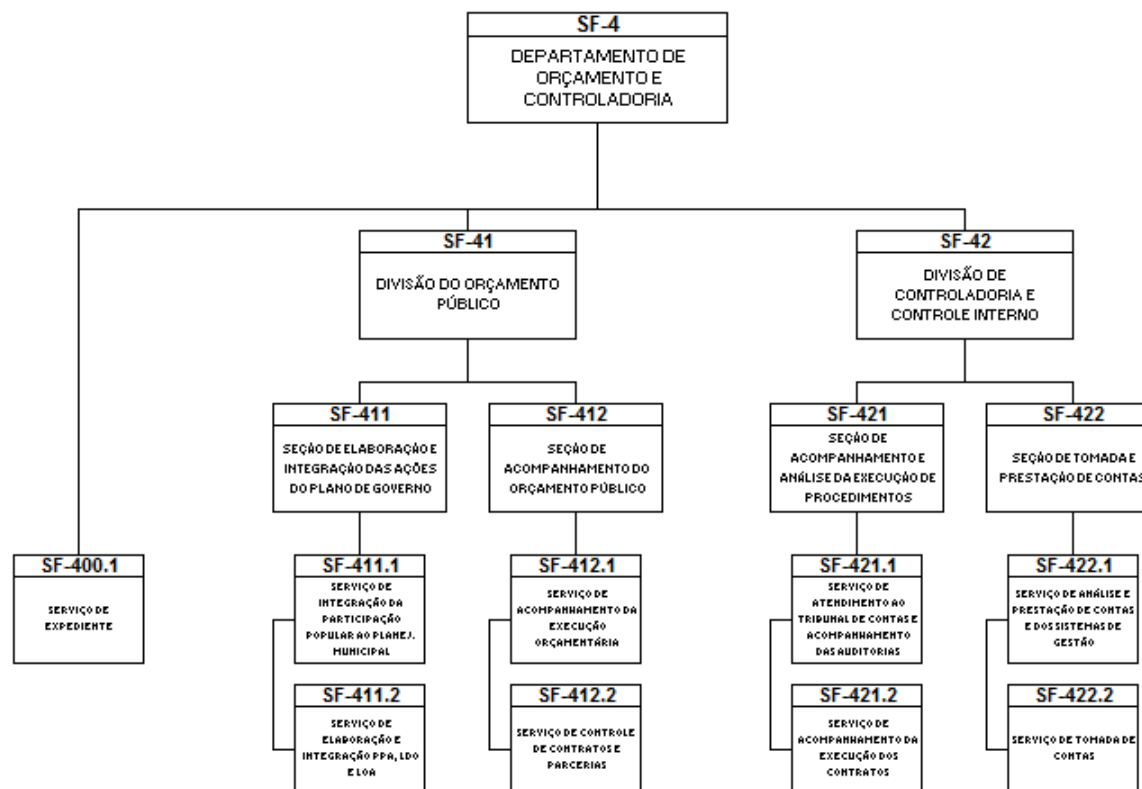 SF-4
DEPARTAMENTO DE
ORÇAMENTO E
CONTROLADORIA
SF-41
DIVISÃO DO ORÇAMENTO
PÚBLICO
SF-42
DIVISÃO DE
CONTROLADORIA E
CONTROLE INTERNO
SF-411
SEÇÃO DE ELABORAÇÃO E
INTEGRAÇÃO DAS AÇÕES
DO PLANO DE GOVERNO
SF-412
SEÇÃO DE
ACOMPANHAMENTO DO
ORÇAMENTO PÚBLICO
SF-421
SEÇÃO DE
ACOMPANHAMENTO E
ANÁLISE DA EXECUÇÃO DE
PROCEDIMENTOS
SF-422
SEÇÃO DE TOMADA E
PRESTAÇÃO DE CONTAS
SF-400.1
SERVIÇO DE
EXPEDIENTE
SF-411.1
SERVIÇO DE
INTEGRAÇÃO DA
PARTICIPAÇÃO
POPULAR AO PLANEJ.
MUNICIPAL
SF-412.1
SERVIÇO DE
ACOMPANHAMENTO DA
EXECUÇÃO
ORÇAMENTÁRIA
SF-421.1
SERVIÇO DE
ATENDIMENTO AO
TRIBUNAL DE CONTAS E
ACOMPANHAMENTO
DAS AUDITORIAS
SF-422.1
SERVIÇO DE ANÁLISE E
PRESTAÇÃO DE CONTAS
E DOS SISTEMAS DE
GESTÃO
SF-411.2
SERVIÇO DE
ELABORAÇÃO E
INTEGRAÇÃO PPA, LDO
E LOA
SF-412.2
SERVIÇO DE CONTROLE
DE CONTRATOS E
PARCERIAS
SF-421.2
SERVIÇO DE
ACOMPANHAMENTO DA
EXECUÇÃO DOS
CONTRATOS
SF-422.2
SERVIÇO DE TOMADA DE
CONTAS